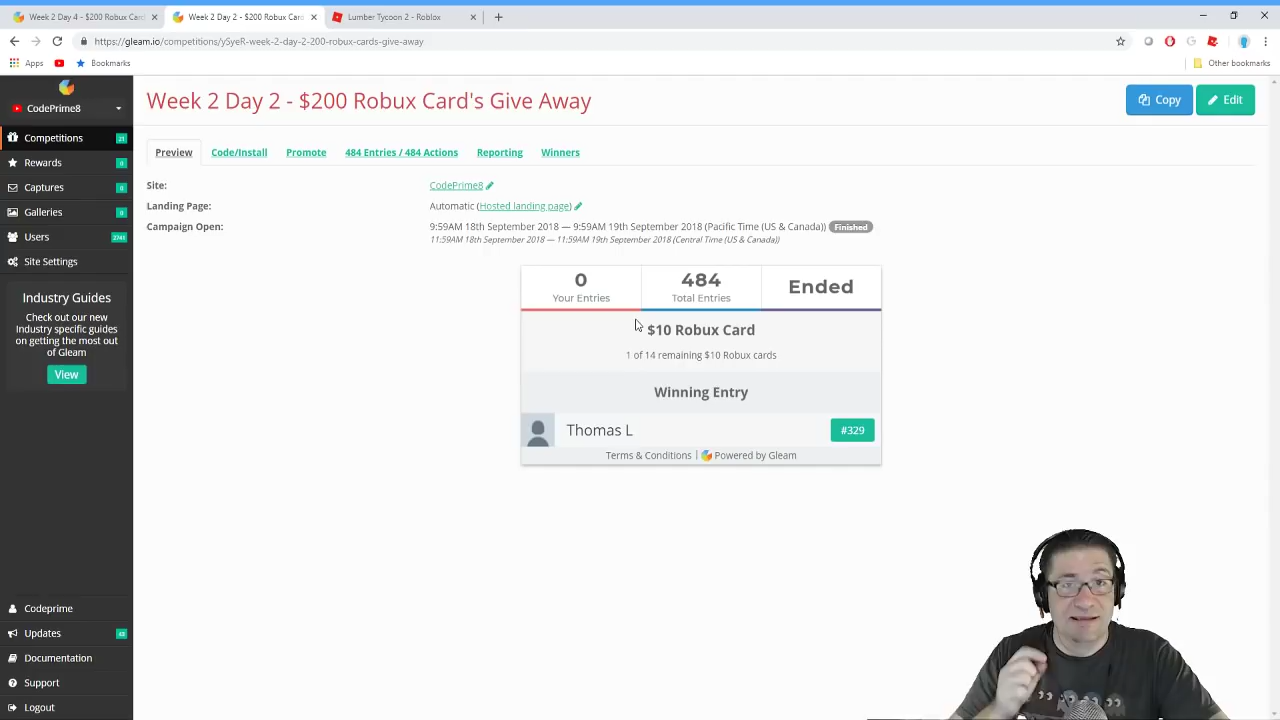 Week 2 Day 4 - $200 Robux Card
Week 2 Day 2 - $200 Robux Car
Lumber Tycoon 2 - Roblox
https://gleam.io/competitions/ySyeR-week-2-day-2-200-robux-cards-give-away
Apps
Bookmarks
Other bookmarks
CodePrime8
Competitions 21
Rewards 0
Captures 0
Galleries 0
Users 2741
Site Settings
Industry Guides
Check out our new
Industry specific guides
on getting the most out
of Gleam
View
Codeprime
Updates 43
Documentation
Support
Logout
Week 2 Day 2 - $200 Robux Card's Give Away
Copy
Edit
Preview Code/Install Promote 484 Entries / 484 Actions Reporting Winners
Site: CodePrime8
Landing Page: Automatic (Hosted landing page)
Campaign Open: 9:59AM 18th September 2018 — 9:59AM 19th September 2018 (Pacific Time (US & Canada)) Finished
11:59AM 18th September 2018 — 11:59AM 19th September 2018 (Central Time (US & Canada))
0 484 Ended
Your Entries Total Entries
$10 Robux Card
1 of 14 remaining $10 Robux cards
Winning Entry
Thomas L #329
Terms & Conditions | Powered by Gleam